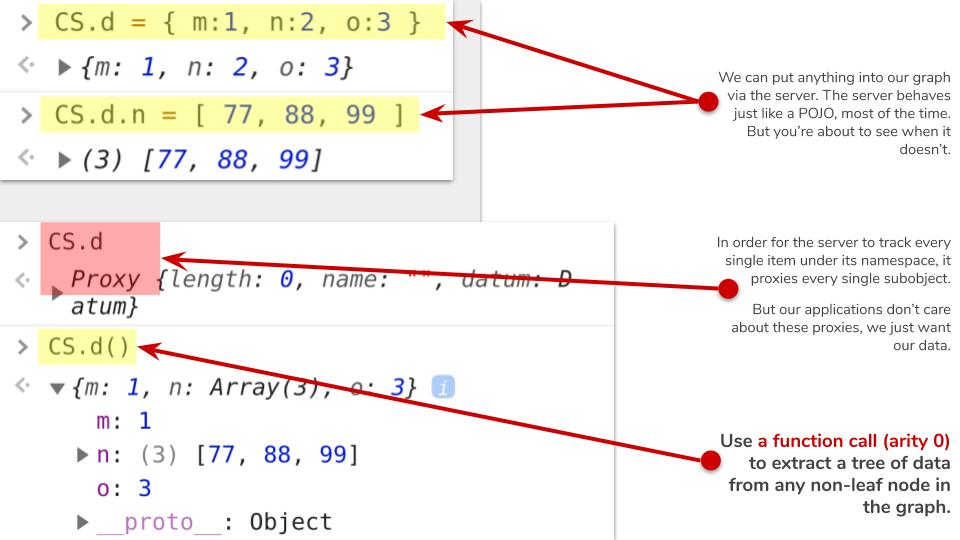 > CS.d = { m:1, n:2, o:3 }
<· ▶{m: 1, n: 2, o: 3}
> CS.d.n = [ 77, 88, 99 ]
<· ▶(3) [77, 88, 99]
We can put anything into our graph
via the server. The server behaves
just like a POJO, most of the time.
But you’re about to see when it
doesn’t.
> CS.d
<· ▶ Proxy {length: 0, name: "", datum: D
atum}
In order for the server to track every
single item under its namespace, it
proxies every single subobject.
But our applications don’t care
about these proxies, we just want
our data.
> CS.d()
<· ▼{m: 1, n: Array(3), o: 3} i
m: 1
▶n: (3) [77, 88, 99]
o: 3
▶__proto__: Object
Use a function call (arity 0)
to extract a tree of data
from any non-leaf node in
the graph.